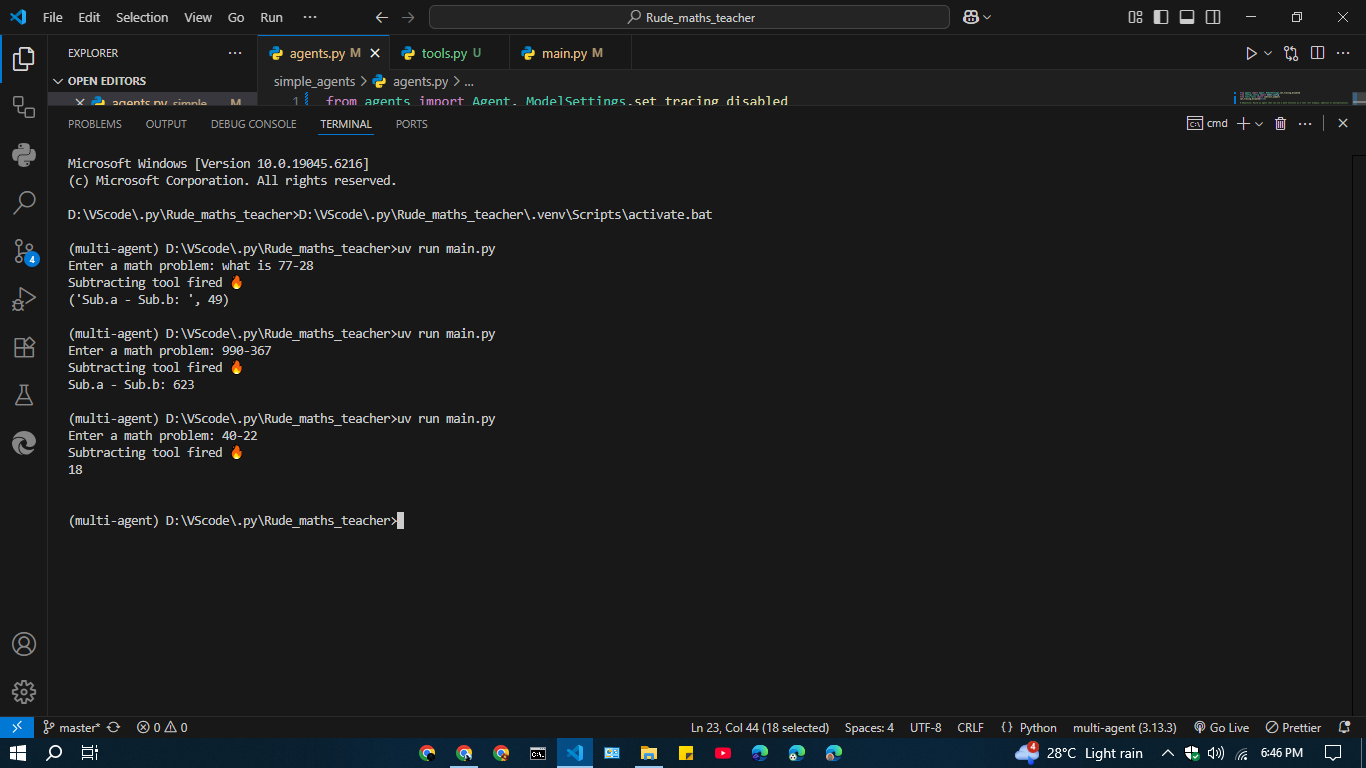 File Edit Selection View Go Run ··· Rude_maths_teacher
EXPLORER ··· agents.py M tools.py U main.py M
OPEN EDITORS simple_agents > agents.py > ...
agents.py simple... M 1 from agents import Agent, ModelSettings,set_tracing_disabled
PROBLEMS OUTPUT DEBUG CONSOLE TERMINAL PORTS cmd
Microsoft Windows [Version 10.0.19045.6216]
(c) Microsoft Corporation. All rights reserved.
D:\VScode\.py\Rude_maths_teacher>D:\VScode\.py\Rude_maths_teacher\.venv\Scripts\activate.bat
(multi-agent) D:\VScode\.py\Rude_maths_teacher>uv run main.py
Enter a math problem: what is 77-28
Subtracting tool fired 🔥
('Sub.a - Sub.b: ', 49)
(multi-agent) D:\VScode\.py\Rude_maths_teacher>uv run main.py
Enter a math problem: 990-367
Subtracting tool fired 🔥
Sub.a - Sub.b: 623
(multi-agent) D:\VScode\.py\Rude_maths_teacher>uv run main.py
Enter a math problem: 40-22
Subtracting tool fired 🔥
18
(multi-agent) D:\VScode\.py\Rude_maths_teacher>
4
master* 0 0 Ln 23, Col 44 (18 selected) Spaces: 4 UTF-8 CRLF {} Python multi-agent (3.13.3) Go Live Prettier
4 28°C Light rain 6:46 PM